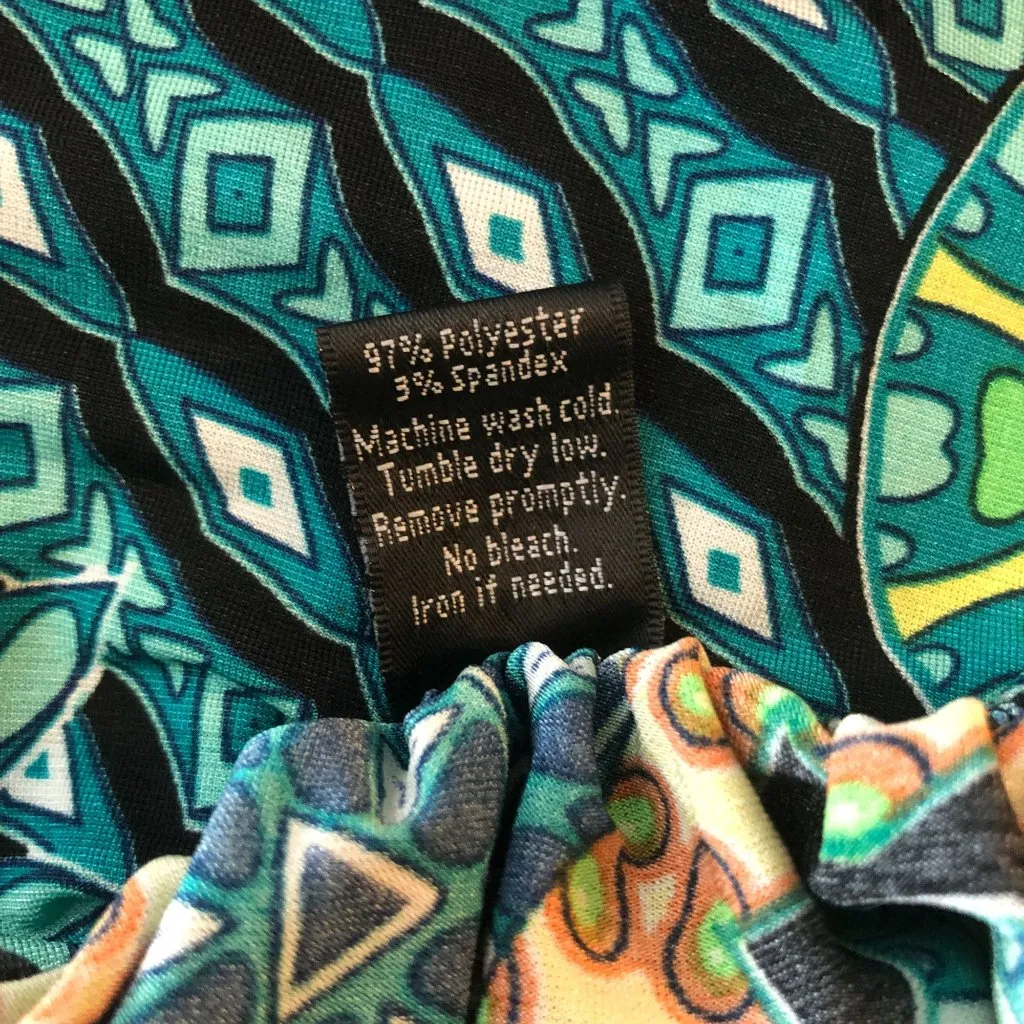 97% Polyester
3% Spandex
Machine wash cold.
Tumble dry low.
Remove promptly.
No bleach.
Iron if needed.